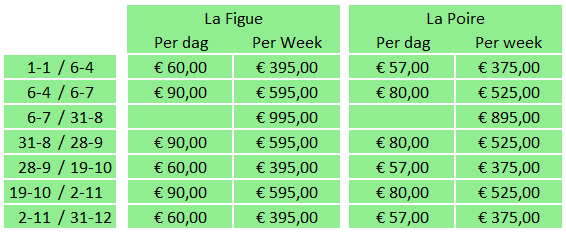 La Figue La Poire
Per dag Per Week Per dag Per week
1-1 / 6-4 € 60,00 € 395,00 € 57,00 € 375,00
6-4 / 6-7 € 90,00 € 595,00 € 80,00 € 525,00
6-7 / 31-8 € 995,00 € 895,00
31-8 / 28-9 € 90,00 € 595,00 € 80,00 € 525,00
28-9 / 19-10 € 60,00 € 395,00 € 57,00 € 375,00
19-10 / 2-11 € 90,00 € 595,00 € 80,00 € 525,00
2-11 / 31-12 € 60,00 € 395,00 € 57,00 € 375,00